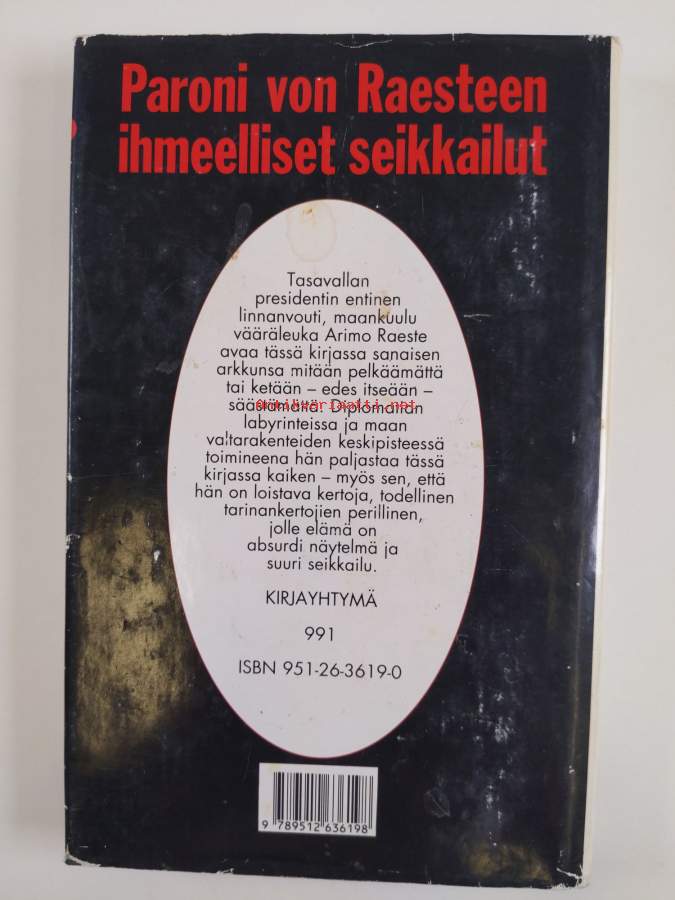 Paroni von Raesteen
ihmeelliset seikkailut
Tasavallan
presidentin entinen
linnanvouti, maankuulu
vääräleuka Arimo Raeste
avaa tässä kirjassa sanaisen
arkkunsa mitään pelkäämättä
tai ketään – edes itseään –
säästämättä. Diplomatian
labyrinteissa ja maan
valtarakenteiden keskipisteessä
toimineena hän paljastaa tässä
kirjassa kaiken – myös sen, että
hän on loistava kertoja, todellinen
tarinankertojien perillinen,
jolle elämä on
absurdi näytelmä ja
suuri seikkailu.
KIRJAYHTYMÄ
991
ISBN 951-26-3619-0
9 789512 636198